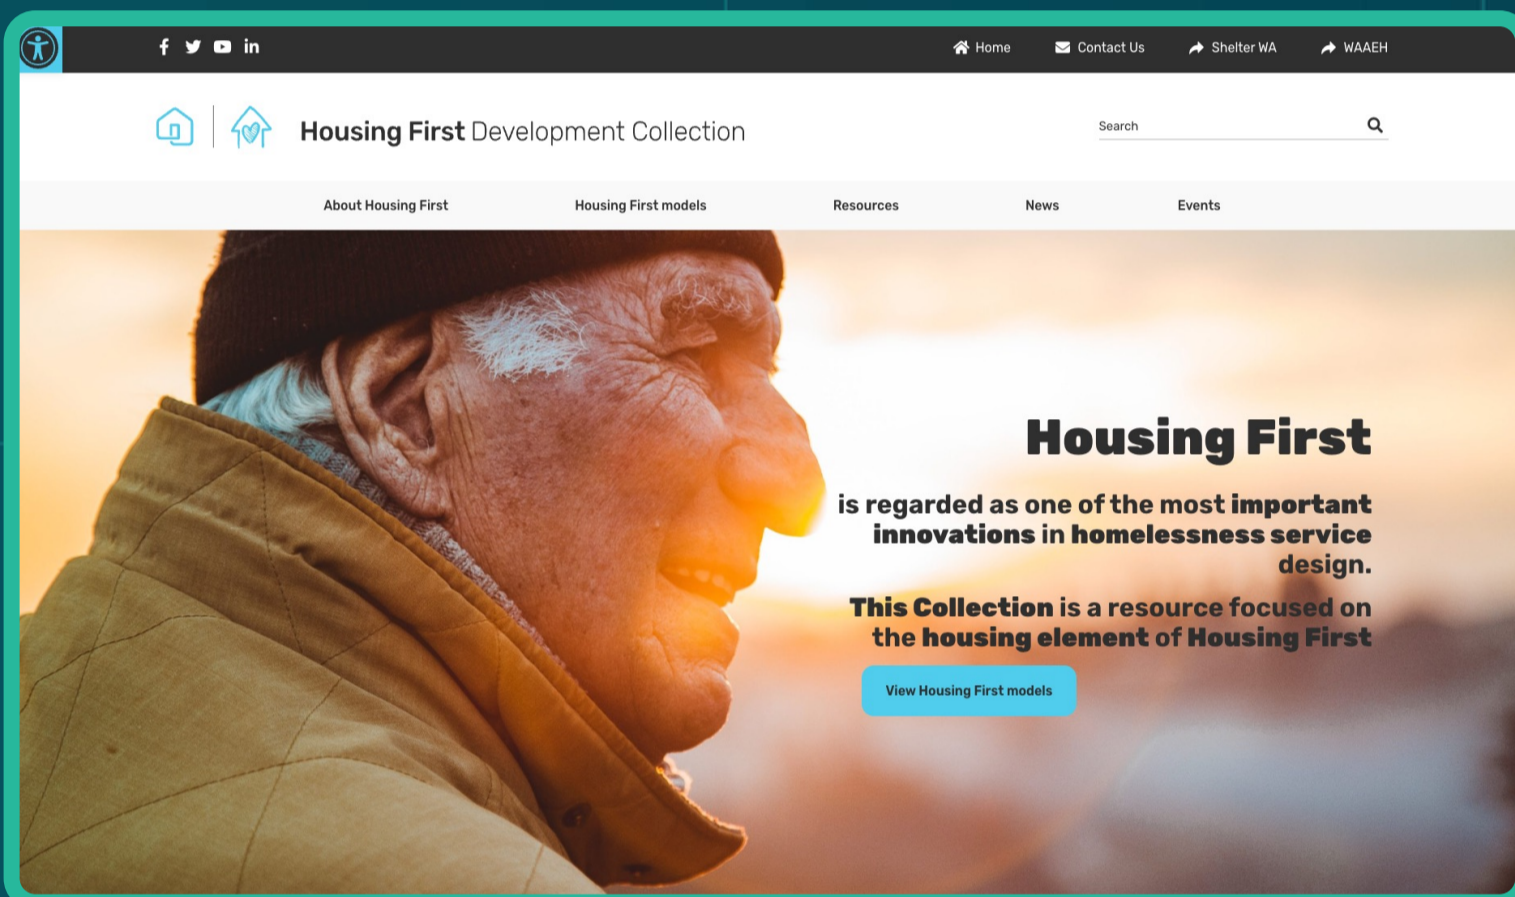 Home Contact Us Shelter WA WAAEH
Housing First Development Collection
Search
About Housing First Housing First models Resources News Events
Housing First
is regarded as one of the most important
innovations in homelessness service
design.
This Collection is a resource focused on
the housing element of Housing First
View Housing First models